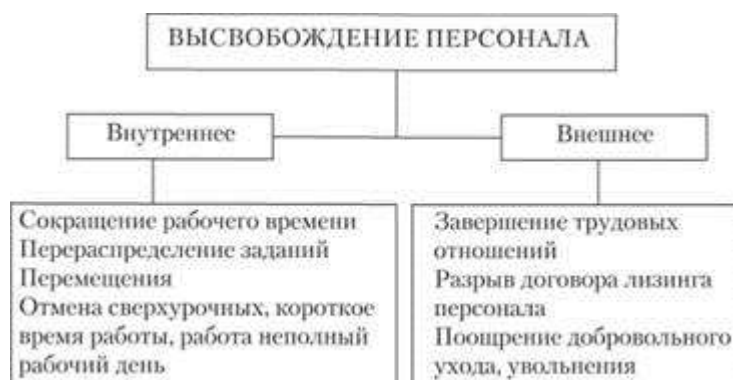 ВЫСВОБОЖДЕНИЕ ПЕРСОНАЛА
Внутреннее
Внешнее
Сокращение рабочего времени
Перераспределение заданий
Перемещения
Отмена сверхурочных, короткое
время работы, работа неполный
рабочий день
Завершение трудовых
отношений
Разрыв договора лизинга
персонала
Поощрение добровольного
ухода, увольнения